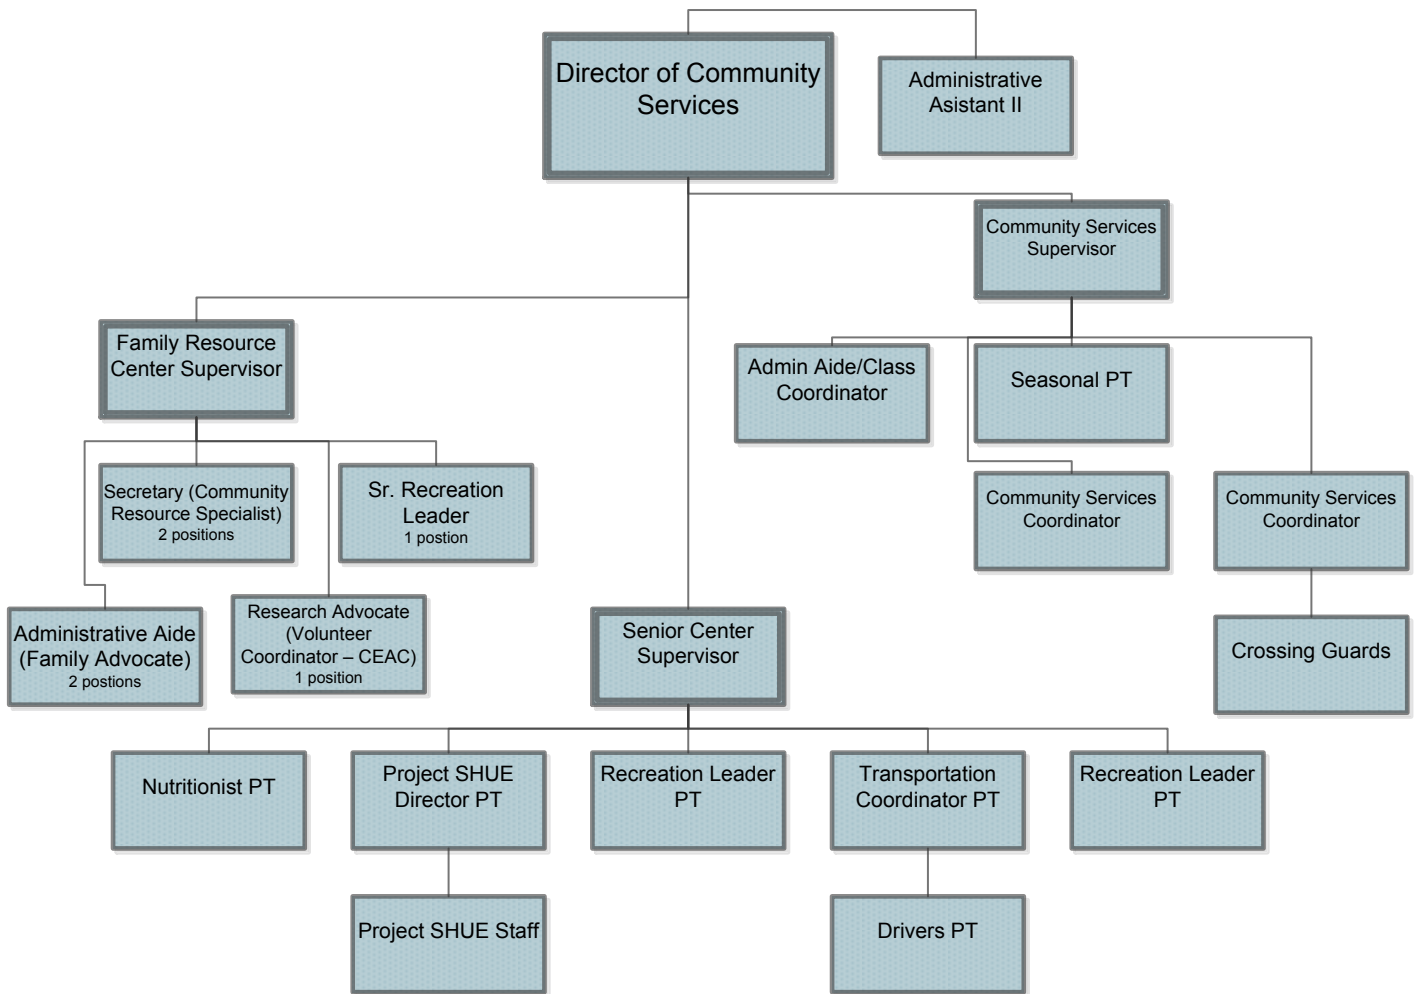 Director of Community
Services
Administrative
Asistant II
Community Services
Supervisor
Family Resource
Center Supervisor
Admin Aide/Class
Coordinator
Seasonal PT
Secretary (Community
Resource Specialist)
2 positions
Sr. Recreation
Leader
1 postion
Community Services
Coordinator
Community Services
Coordinator
Administrative Aide
(Family Advocate)
2 postions
Research Advocate
(Volunteer
Coordinator – CEAC)
1 position
Senior Center
Supervisor
Crossing Guards
Nutritionist PT
Project SHUE
Director PT
Recreation Leader
PT
Transportation
Coordinator PT
Recreation Leader
PT
Project SHUE Staff
Drivers PT